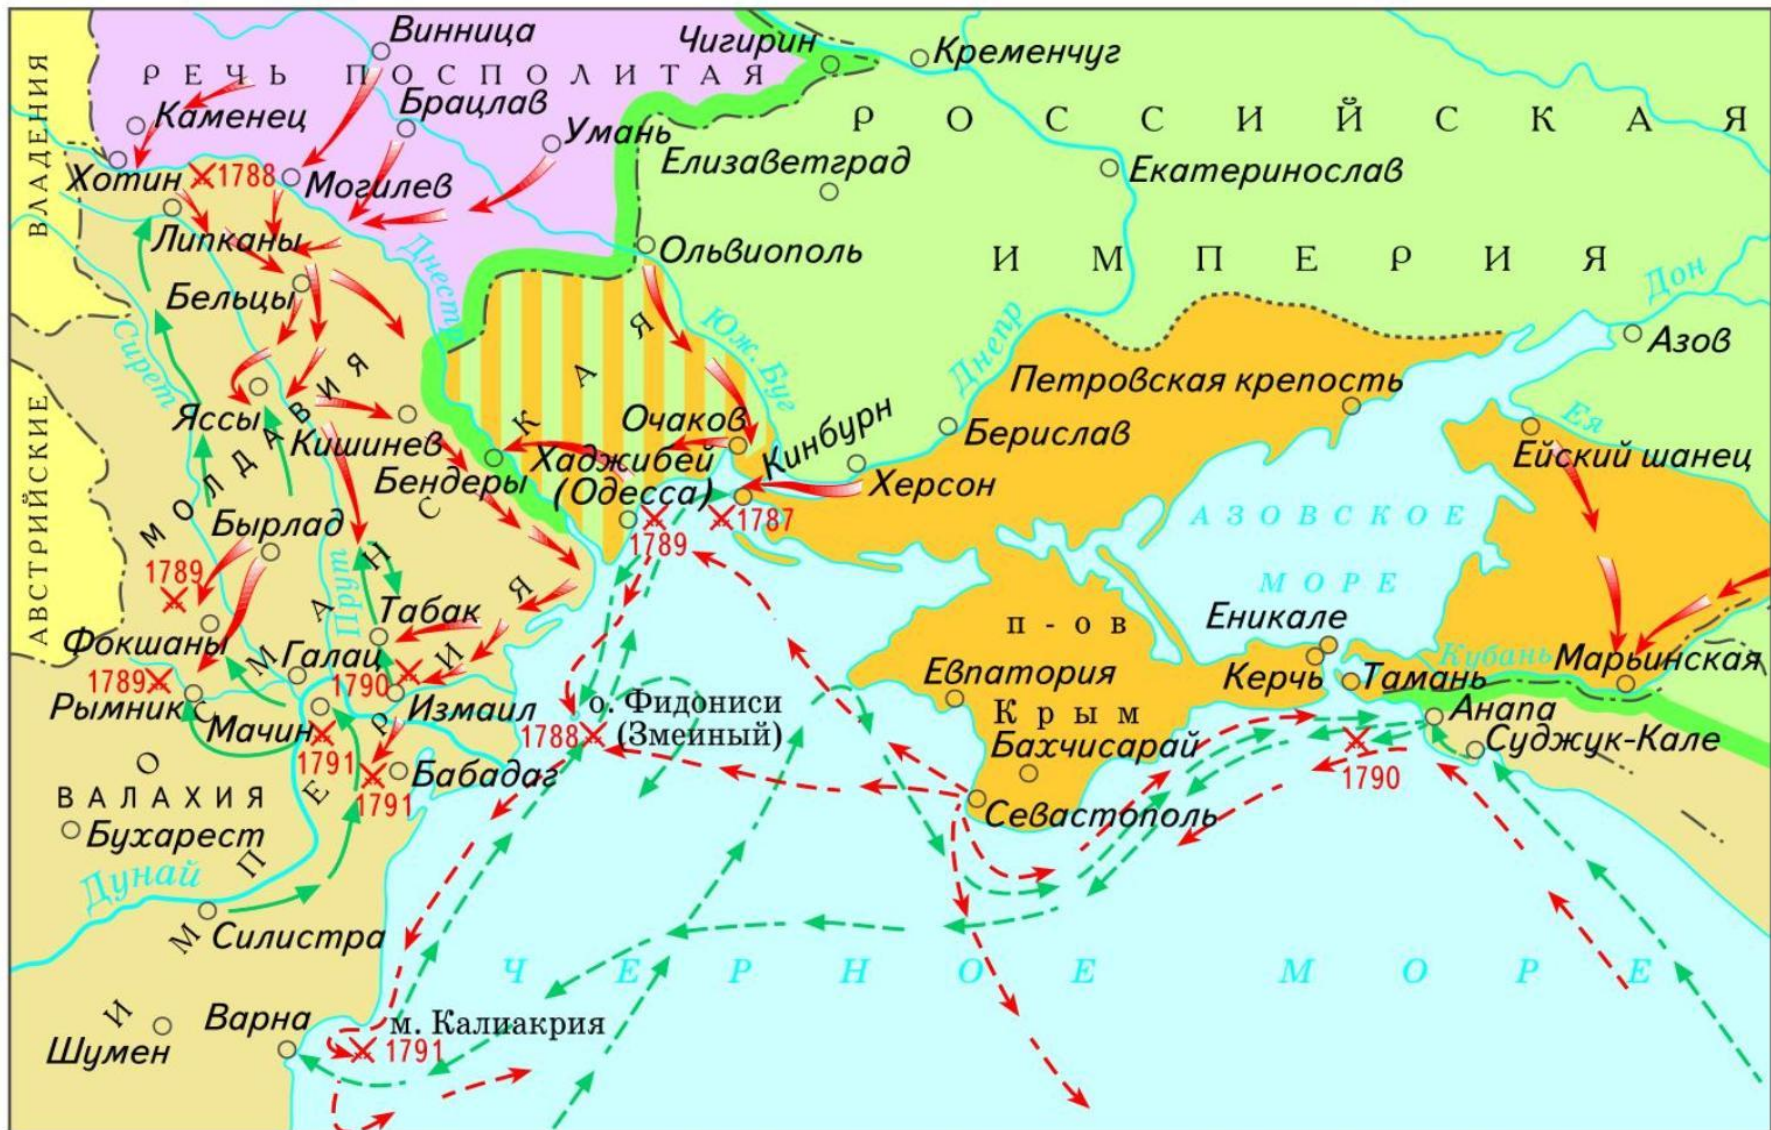 Винница
Чигирин
Кременчуг
РЕЧЬ ПОСПОЛИТАЯ
Каменец
Брацлав
Умань
РОССИЙСКАЯ
ИМПЕРИЯ
ВЛАДЕНИЯ
АВСТРИЙСКИЕ
Хотин
1788
Могилев
Елизаветград
Екатеринослав
Липканы
Днестр
Ольвиополь
Бельцы
Сирет
Юж. Буг
Днепр
Дон
Азов
Петровская крепость
Яссы
МОЛДАВИЯ
Кишинев
Очаков
Кинбурн
Берислав
Ея
Ейский шанец
Бендеры
Хаджибей
(Одесса)
Херсон
1787
1789
АЗОВСКОЕ
МОРЕ
Бырлад
1789
Прут
Табак
Фокшаны
Галац
1790
1789
Рымник
Измаил
Мачин
1791
1791
Бабадаг
ОСМАНСКАЯ
ИМПЕРИЯ
о. Фидониси
(Змеиный)
1788
п-ов
Крым
Евпатория
Бахчисарай
Севастополь
Еникале
Керчь
Тамань
Кубань
Марьинская
Анапа
Суджук-Кале
1790
ВАЛАХИЯ
Бухарест
Дунай
Силистра
ЧЕРНОЕ МОРЕ
Варна
Шумен
м. Калиакрия
1791